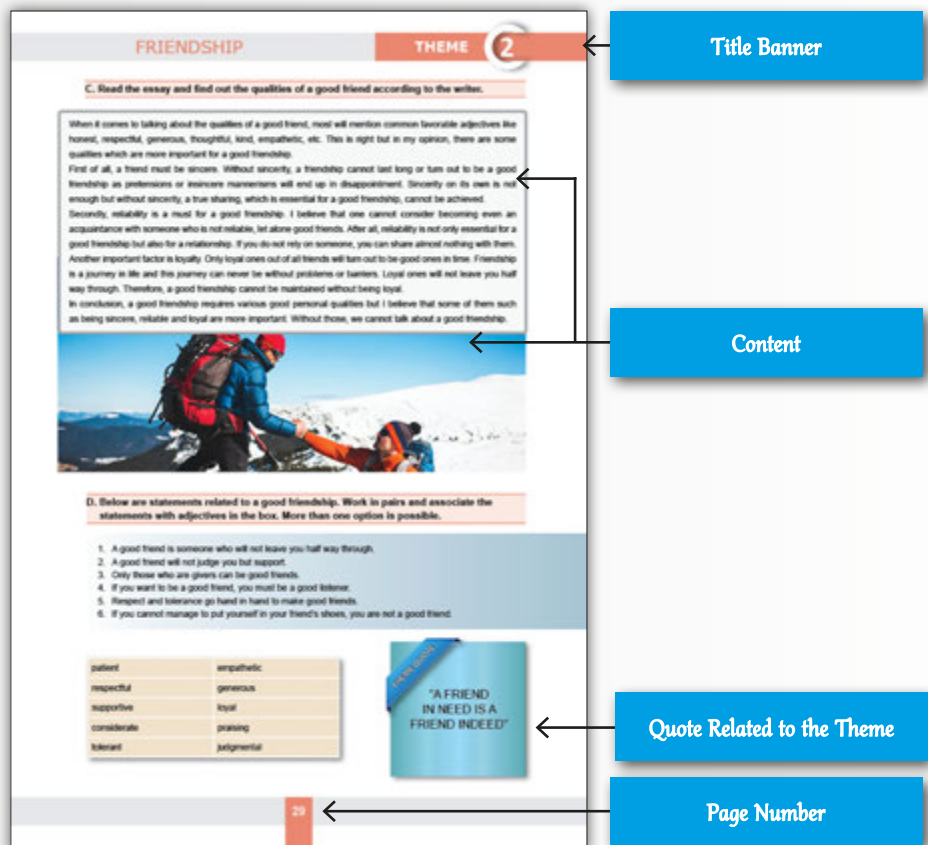 FRIENDSHIP
THEME 2
Title Banner
C. Read the essay and find out the qualities of a good friend according to the writer.
When it comes to talking about the qualities of a good friend, most will mention common favorable adjectives like
honest, respectful, generous, thoughtful, kind, empathetic, etc. This is right but in my opinion, there are some
qualities which are more important for a good friendship.
First of all, a friend must be sincere. Without sincerity, a friendship cannot last long or turn out to be a good
friendship as pretensions or insincere mannerisms will end up in disappointment. Sincerity on its own is not
enough but without sincerity, a true sharing, which is essential for a good friendship, cannot be achieved.
Secondly, reliability is a must for a good friendship. I believe that one cannot consider becoming even an
acquaintance with someone who is not reliable, let alone good friends. After all, reliability is not only essential for a
good friendship but also for a relationship. If you do not rely on someone, you can share almost nothing with them.
Another important factor is loyalty. Only loyal ones out of all friends will turn out to be good ones in time. Friendship
is a journey in life and this journey can never be without problems or barriers. Loyal ones will not leave you half
way through. Therefore, a good friendship cannot be maintained without being loyal.
In conclusion, a good friendship requires various good personal qualities but I believe that some of them such
as being sincere, reliable and loyal are more important. Without those, we cannot talk about a good friendship.
Content
D. Below are statements related to a good friendship. Work in pairs and associate the
statements with adjectives in the box. More than one option is possible.
1. A good friend is someone who will not leave you half way through.
2. A good friend will not judge you but support.
3. Only those who are givers can be good friends.
4. If you want to be a good friend, you must be a good listener.
5. Respect and tolerance go hand in hand to make good friends.
6. If you cannot manage to put yourself in your friend's shoes, you are not a good friend.
patient empathetic
respectful generous
supportive loyal
considerate praising
tolerant judgmental
THEME QUOTE
"A FRIEND
IN NEED IS A
FRIEND INDEED"
Quote Related to the Theme
29
Page Number